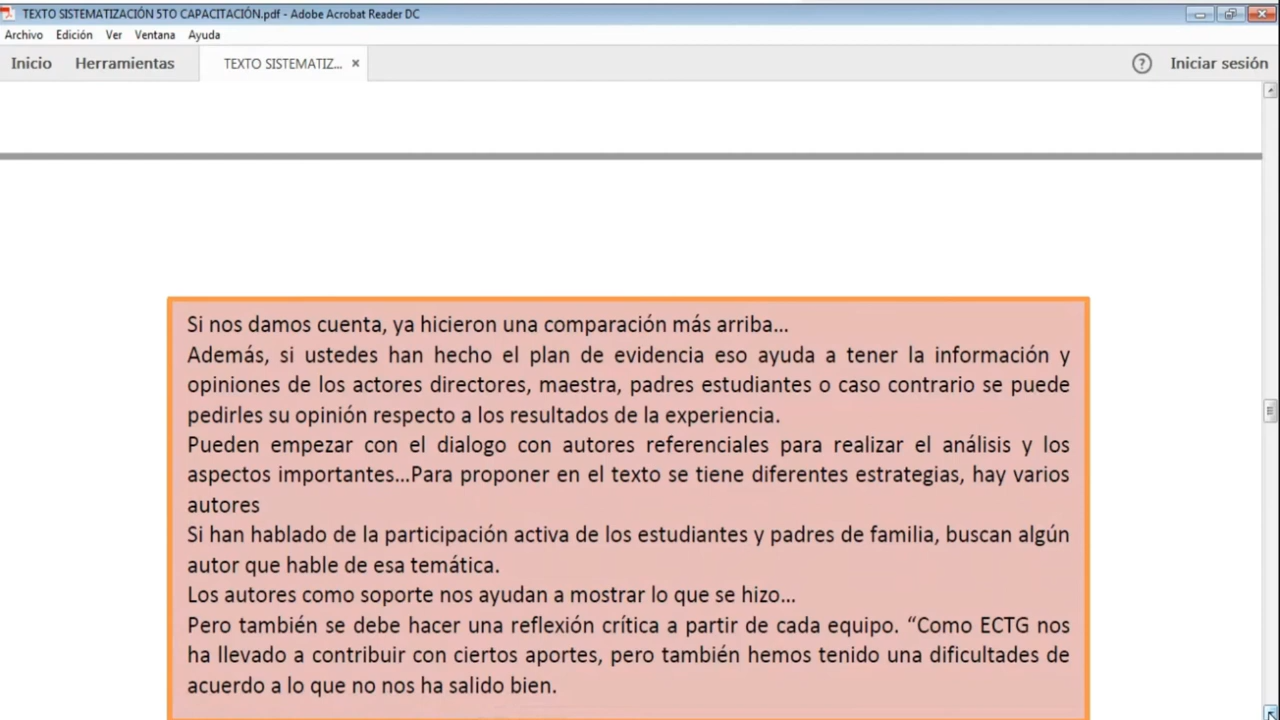 TEXTO SISTEMATIZACIÓN 5TO CAPACITACIÓN.pdf - Adobe Acrobat Reader DC
Archivo Edición Ver Ventana Ayuda
Inicio Herramientas TEXTO SISTEMATIZ... × ? Iniciar sesión
Si nos damos cuenta, ya hicieron una comparación más arriba...
Además, si ustedes han hecho el plan de evidencia eso ayuda a tener la información y
opiniones de los actores directores, maestra, padres estudiantes o caso contrario se puede
pedirles su opinión respecto a los resultados de la experiencia.
Pueden empezar con el dialogo con autores referenciales para realizar el análisis y los
aspectos importantes...Para proponer en el texto se tiene diferentes estrategias, hay varios
autores
Si han hablado de la participación activa de los estudiantes y padres de familia, buscan algún
autor que hable de esa temática.
Los autores como soporte nos ayudan a mostrar lo que se hizo...
Pero también se debe hacer una reflexión crítica a partir de cada equipo. “Como ECTG nos
ha llevado a contribuir con ciertos aportes, pero también hemos tenido una dificultades de
acuerdo a lo que no nos ha salido bien.